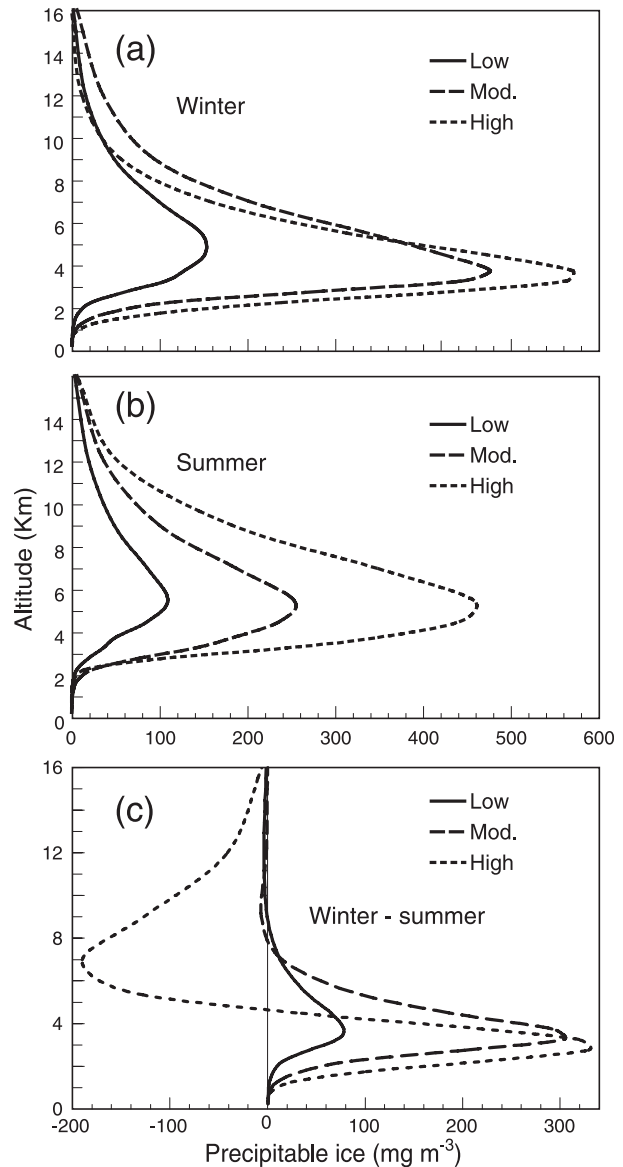 16
(a)
Low
14
Mod.
12
Winter
High
10
8
6
4
2
0
(b)
14
Low
Mod.
12
Summer
High
10
8
6
4
2
0
0 100 200 300 400 500 600
Altitude (Km)
16
(c)
Low
Mod.
High
12
Winter - summer
8
4
0
-200 -100 0 100 200 300
Precipitable ice (mg m-3)